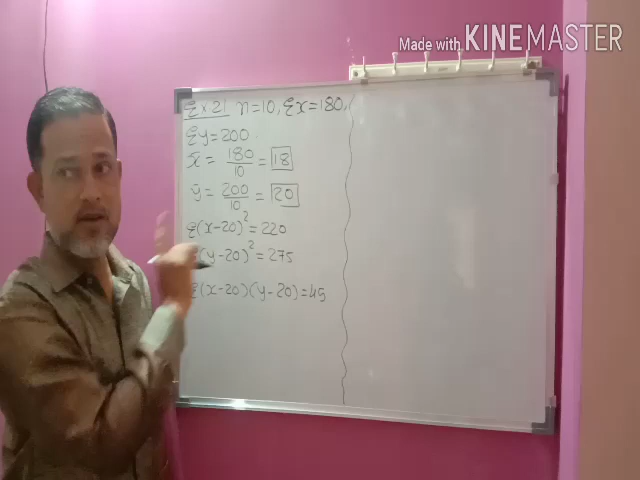 Made with KINEMASTER
Ex 21 n=10, Σx=180,
Σy=200
x̄ = 180/10 = 18
ȳ = 200/10 = 20
Σ(x-20)² = 220
Σ(y-20)² = 275
Σ(x-20)(y-20) = 45